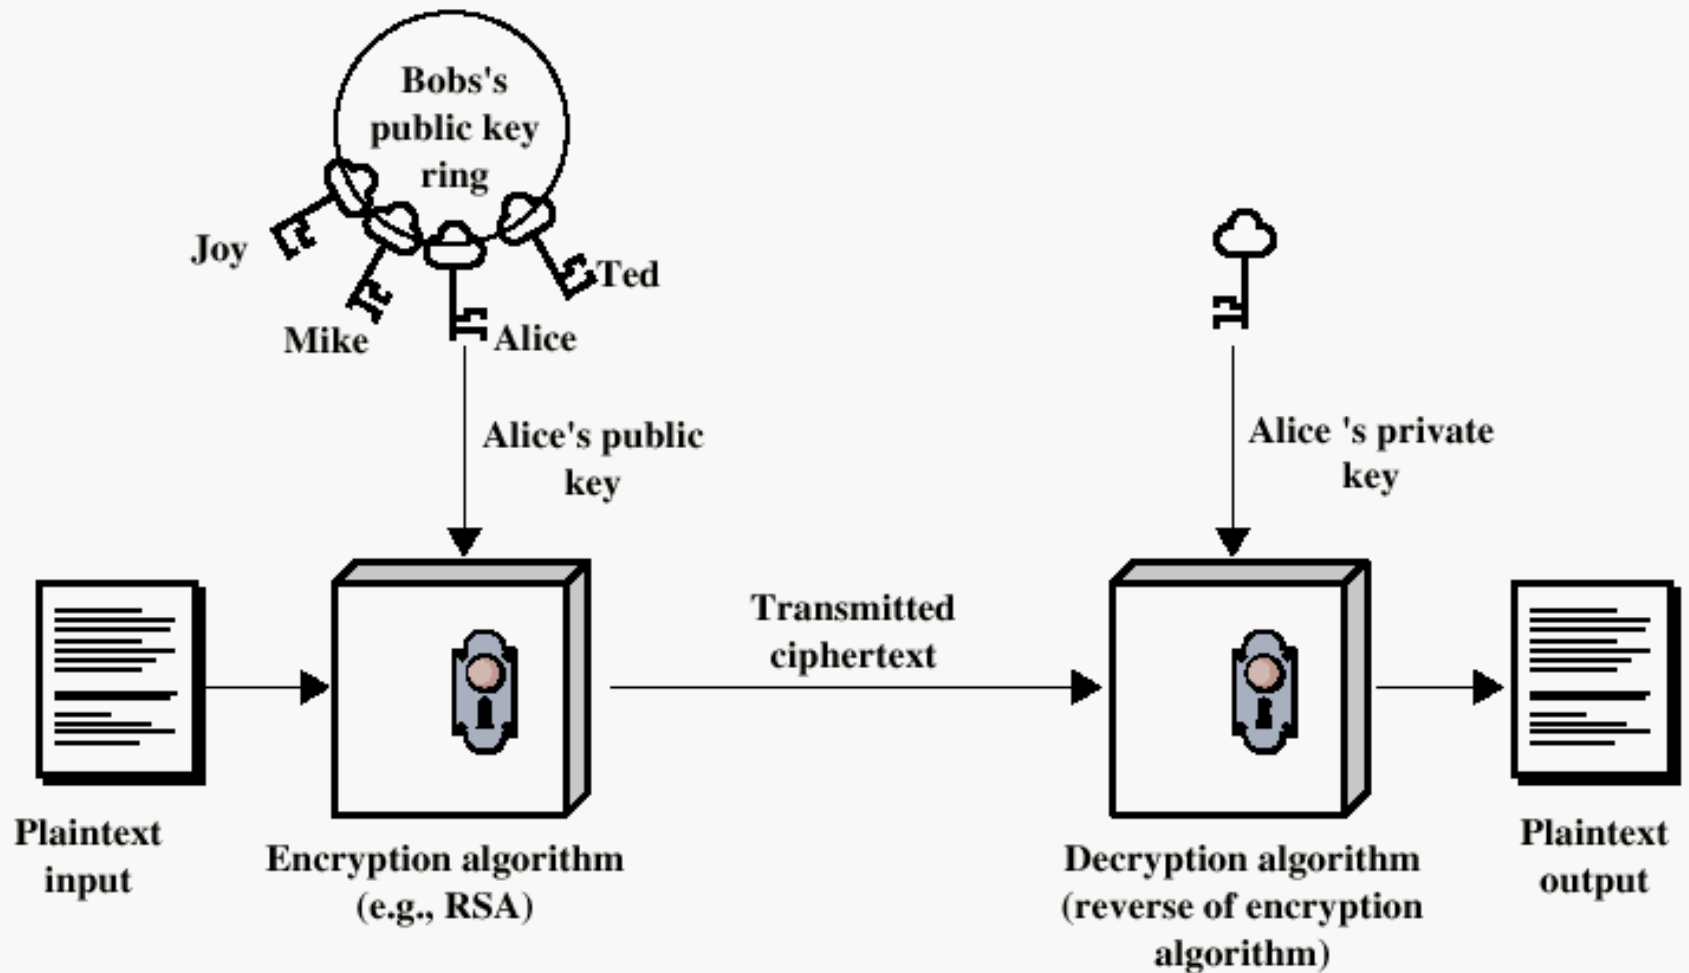 Bobs's
public key
ring
Joy
Ted
Mike
Alice
Alice's public
key
Alice 's private
key
Transmitted
ciphertext
Plaintext
input
Encryption algorithm
(e.g., RSA)
Decryption algorithm
(reverse of encryption
algorithm)
Plaintext
output